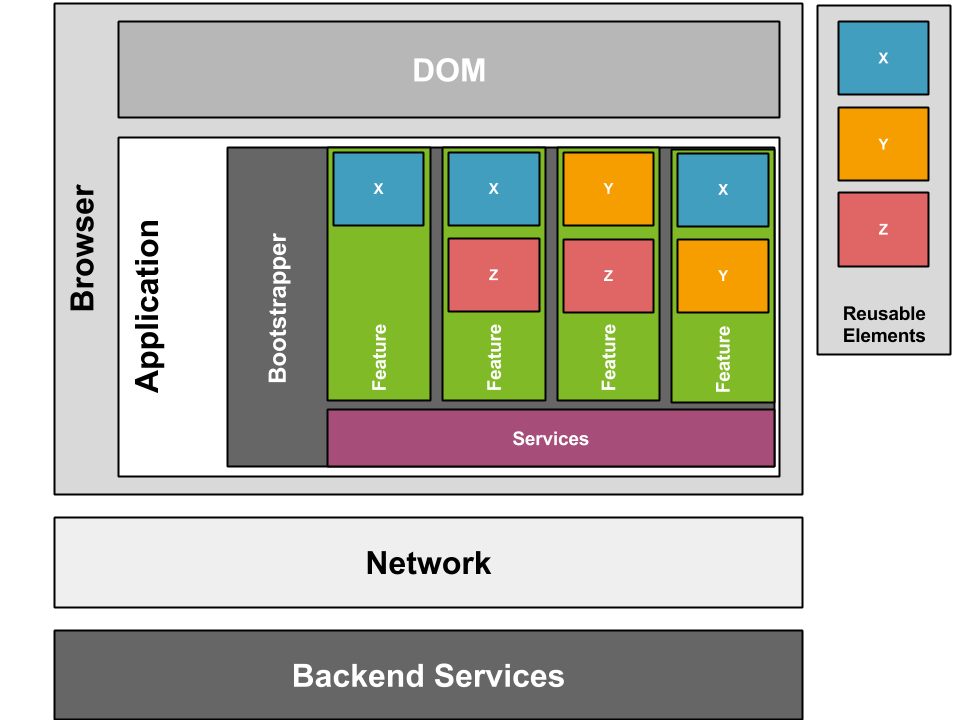 DOM
Browser
Application
Bootstrapper
X
Feature
X
Z
Feature
Y
Z
Feature
X
Y
Feature
Services
X
Y
Z
Reusable
Elements
Network
Backend Services